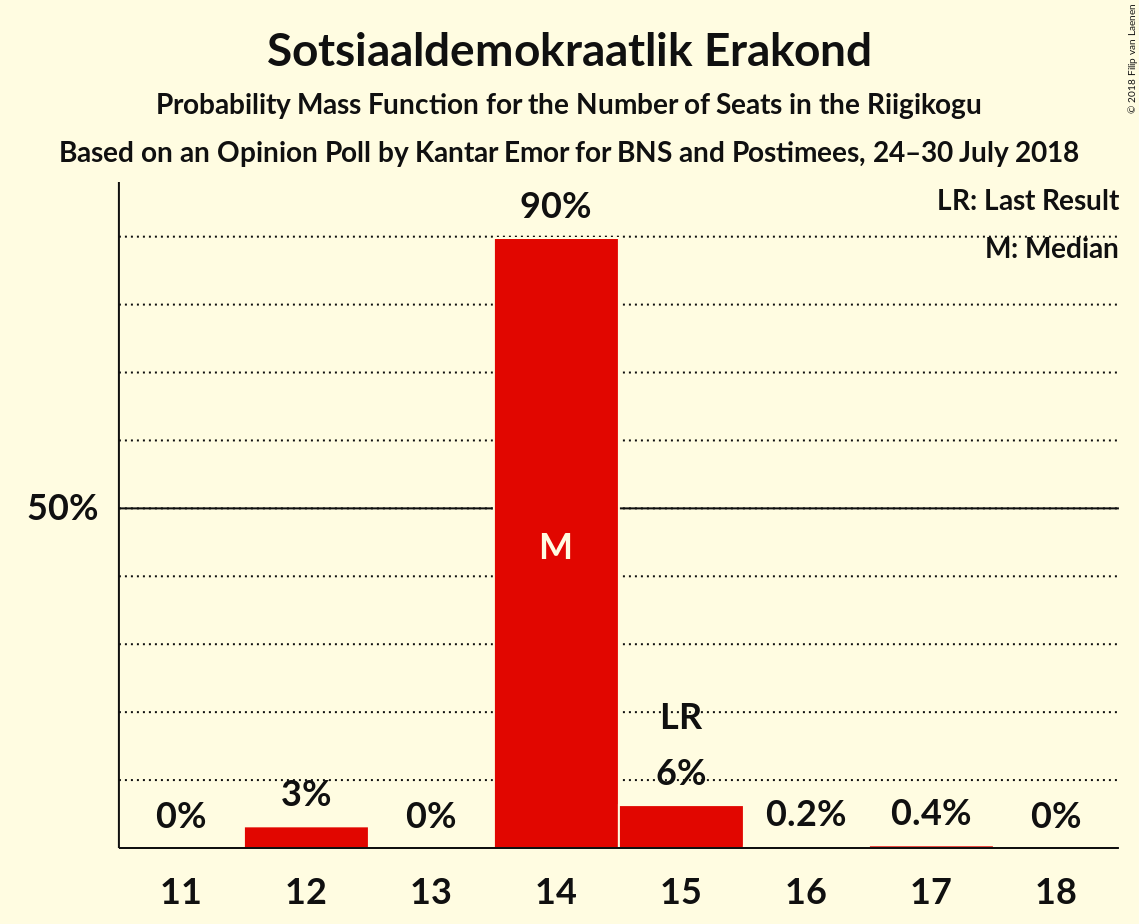 Sotsiaaldemokraatlik Erakond
Probability Mass Function for the Number of Seats in the Riigikogu
Based on an Opinion Poll by Kantar Emor for BNS and Postimees, 24–30 July 2018
© 2018 Filip van Laenen
LR: Last Result
M: Median
90%
50%
M
LR
0% 3% 0% 6% 0.2% 0.4% 0%
11 12 13 14 15 16 17 18